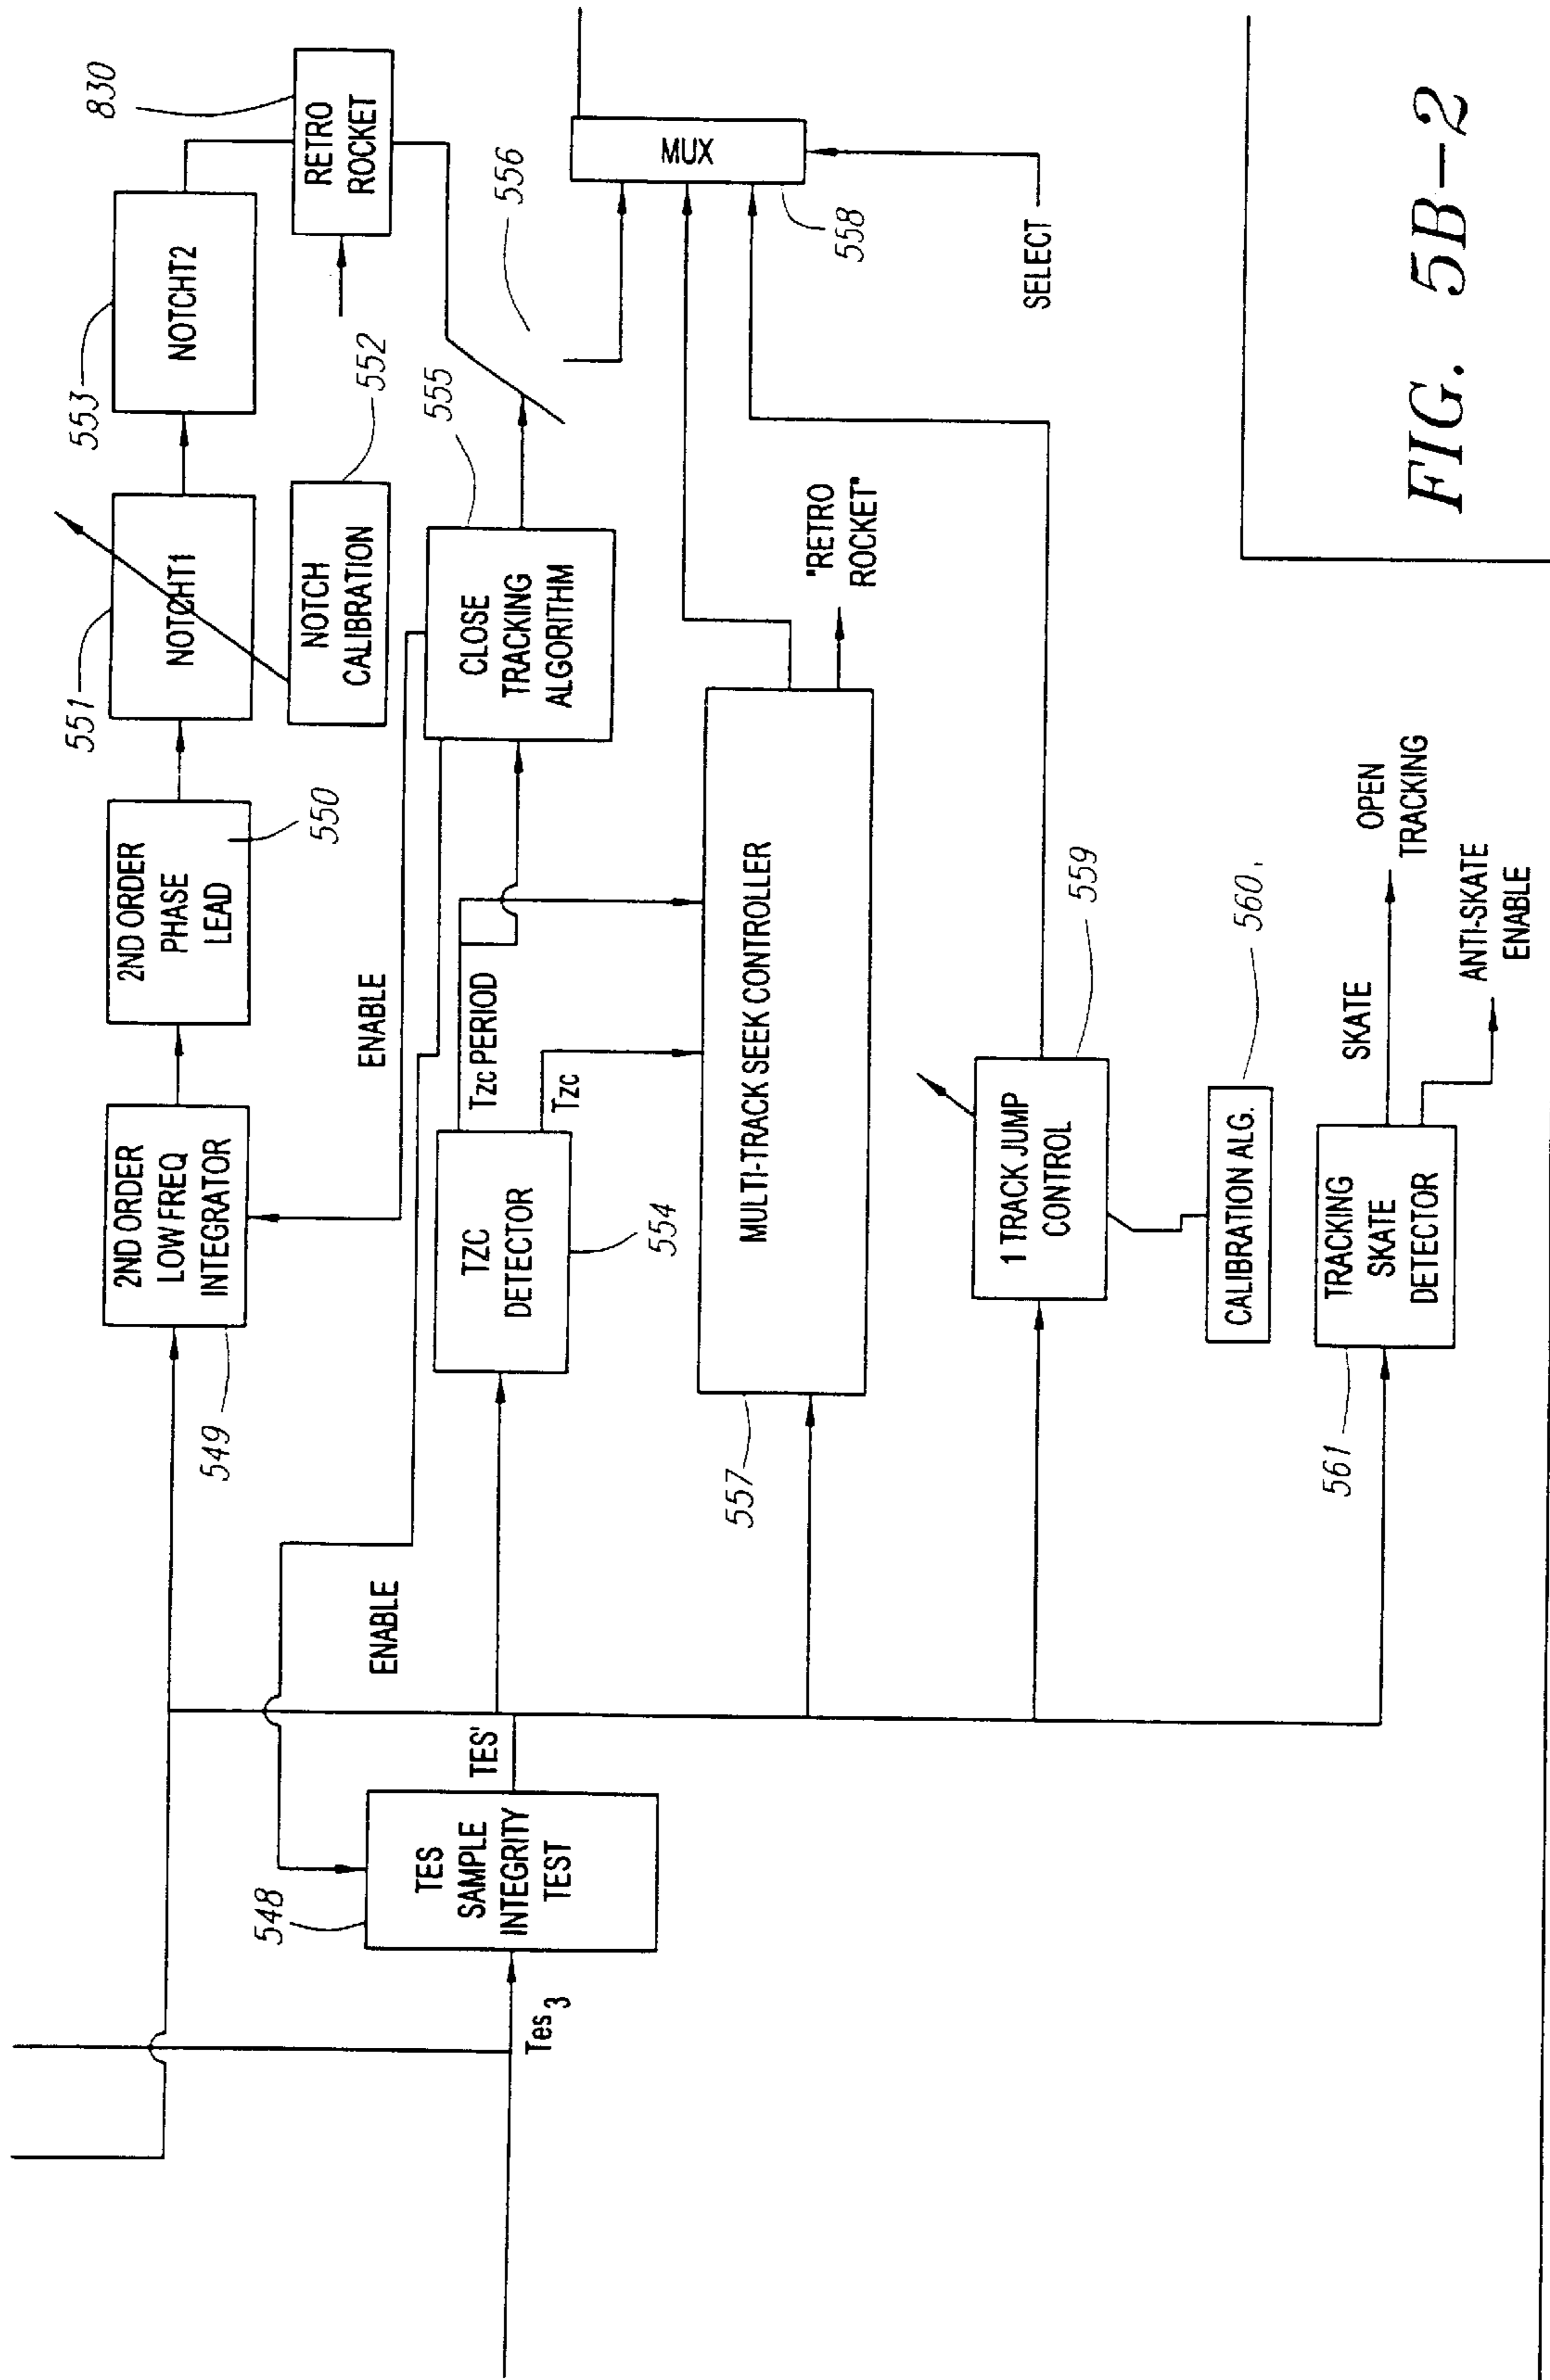 553
NOTCHT2
830
RETRO
ROCKET
551
NOTCHT1
552
NOTCH
CALIBRATION
2ND ORDER
PHASE
LEAD
550
2ND ORDER
LOW FREQ
INTEGRATOR
549
ENABLE
555
CLOSE
TRACKING
ALGORITHM
556
MUX
558
SELECT
ENABLE
TZC PERIOD
TZC
TZC
DETECTOR
554
TES
SAMPLE
INTEGRITY
TEST
548
TES'
Tes3
MULTI-TRACK SEEK CONTROLLER
557
"RETRO
ROCKET"
1 TRACK JUMP
CONTROL
559
CALIBRATION ALG.
560
TRACKING
SKATE
DETECTOR
561
SKATE
OPEN
TRACKING
ANTI-SKATE
ENABLE
FIG. 5B-2